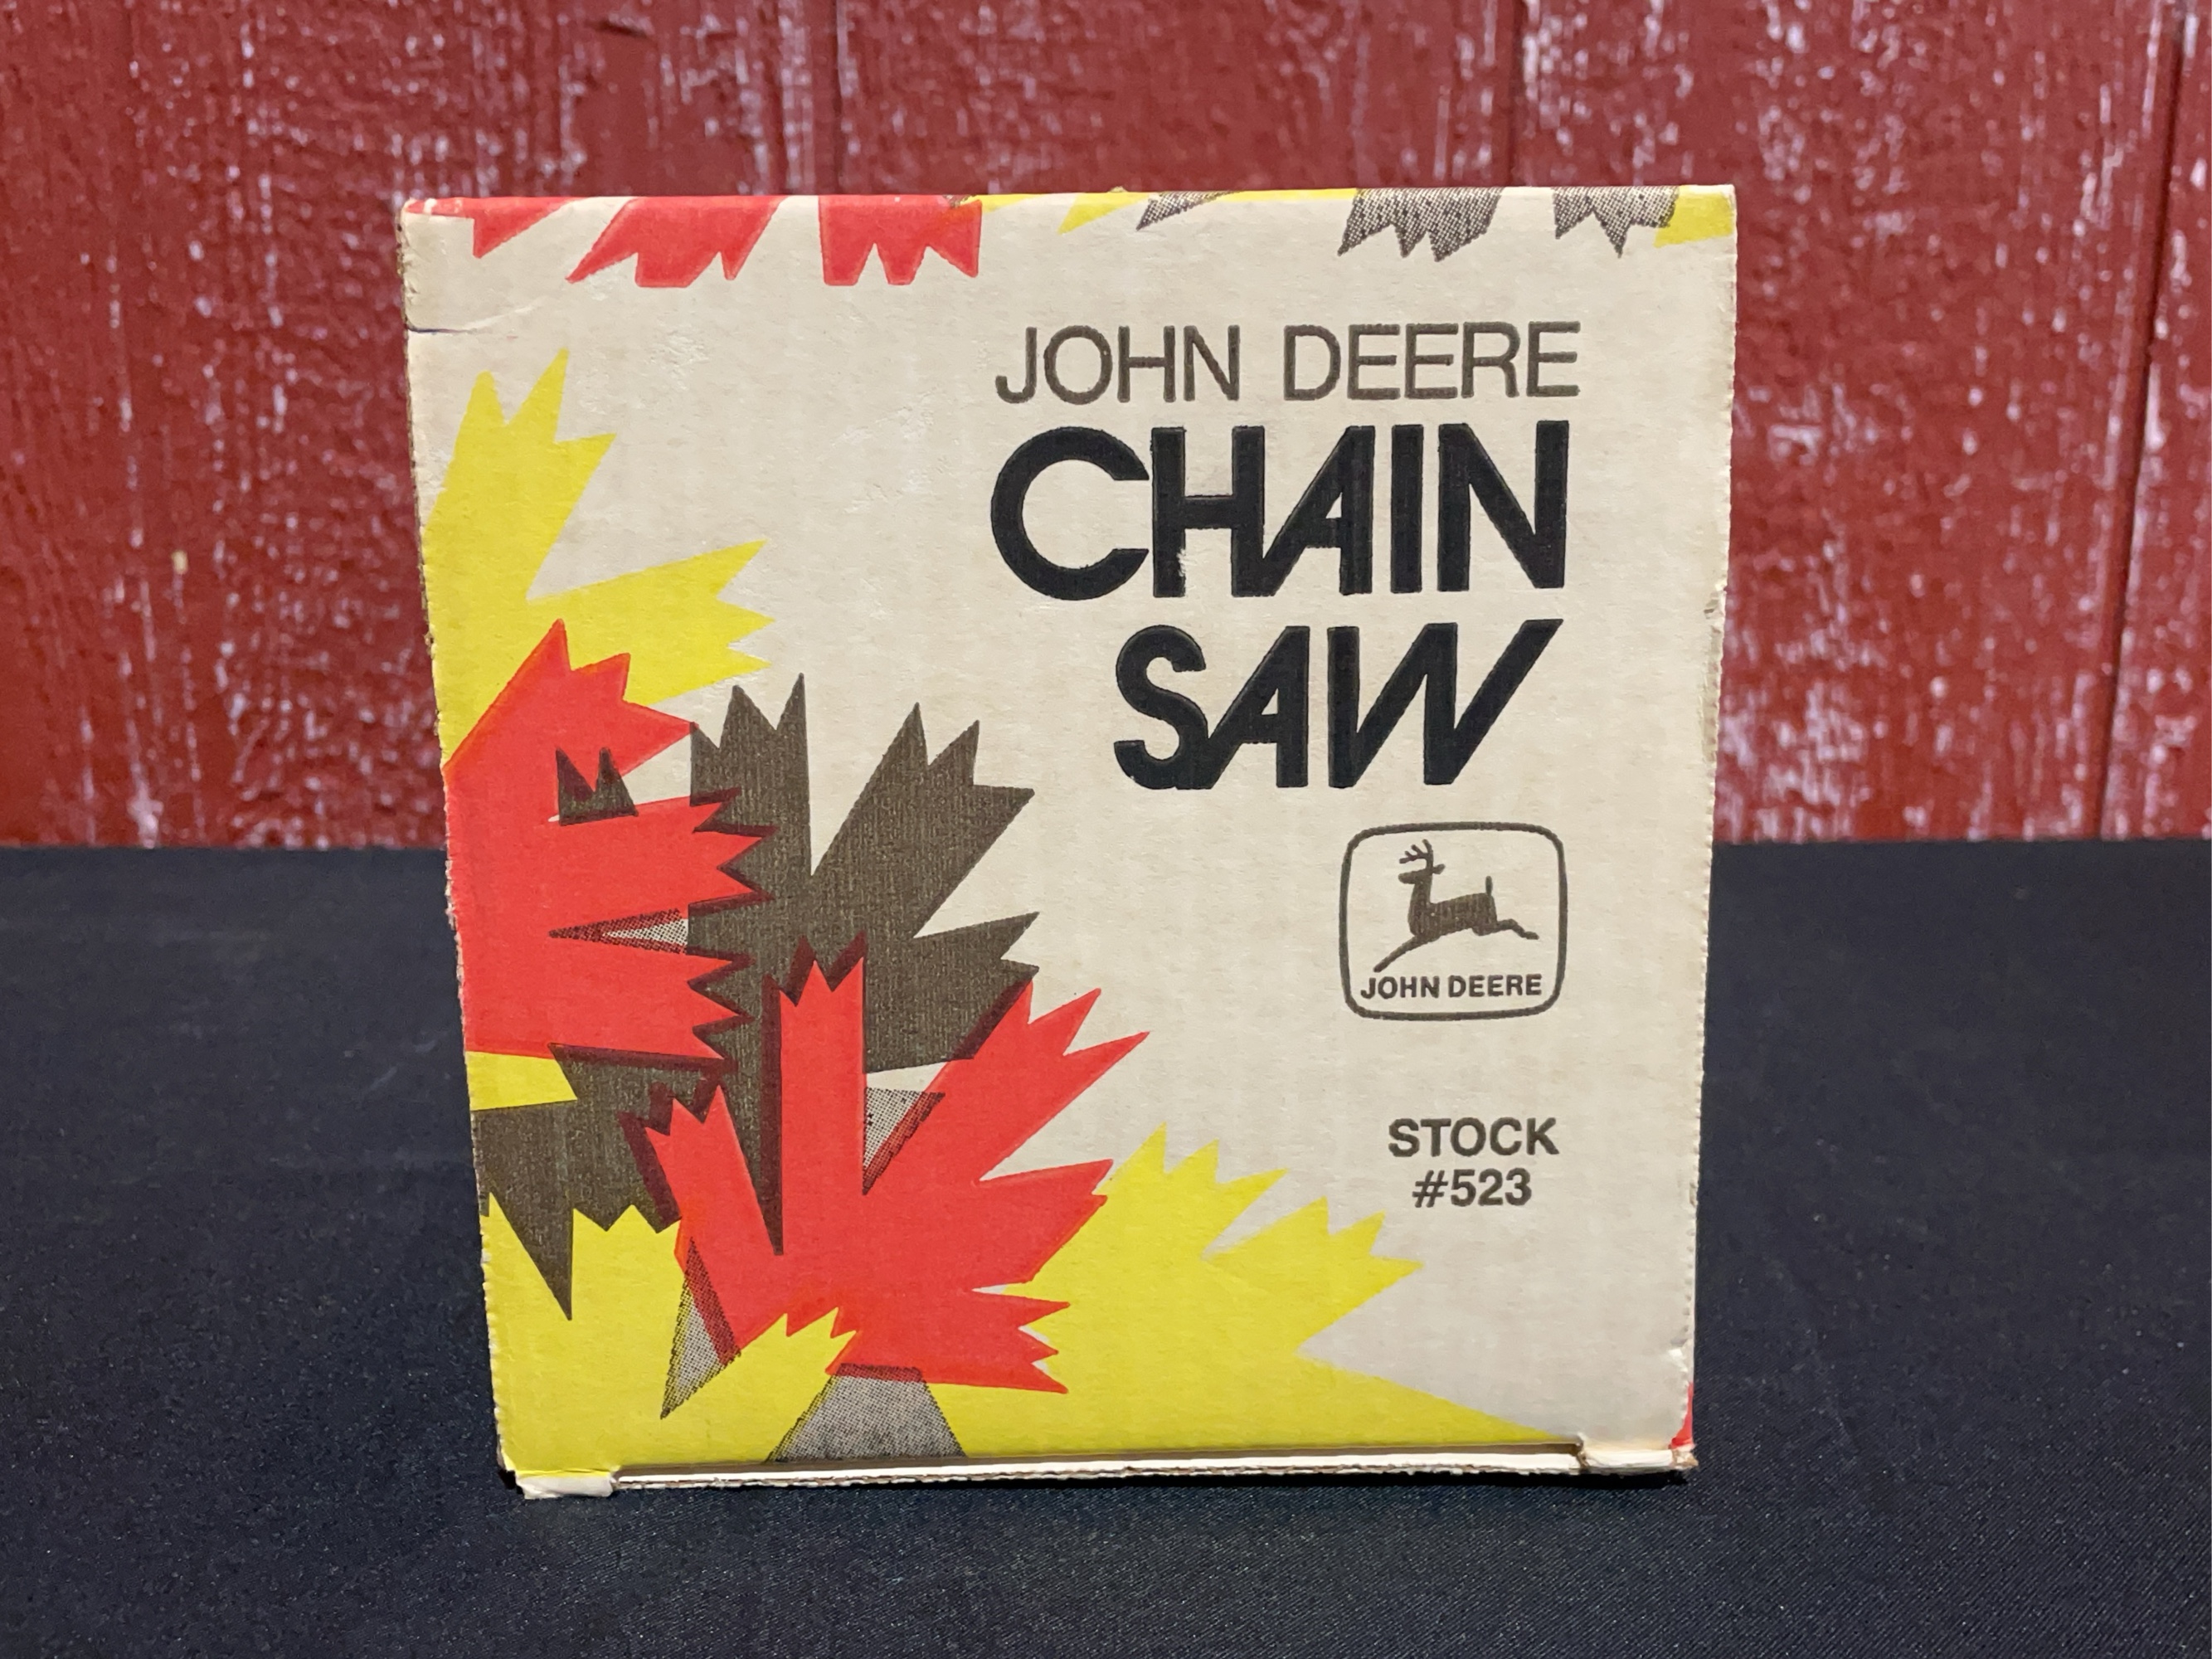 JOHN DEERE
CHAIN
SAW
JOHN DEERE
STOCK
#523